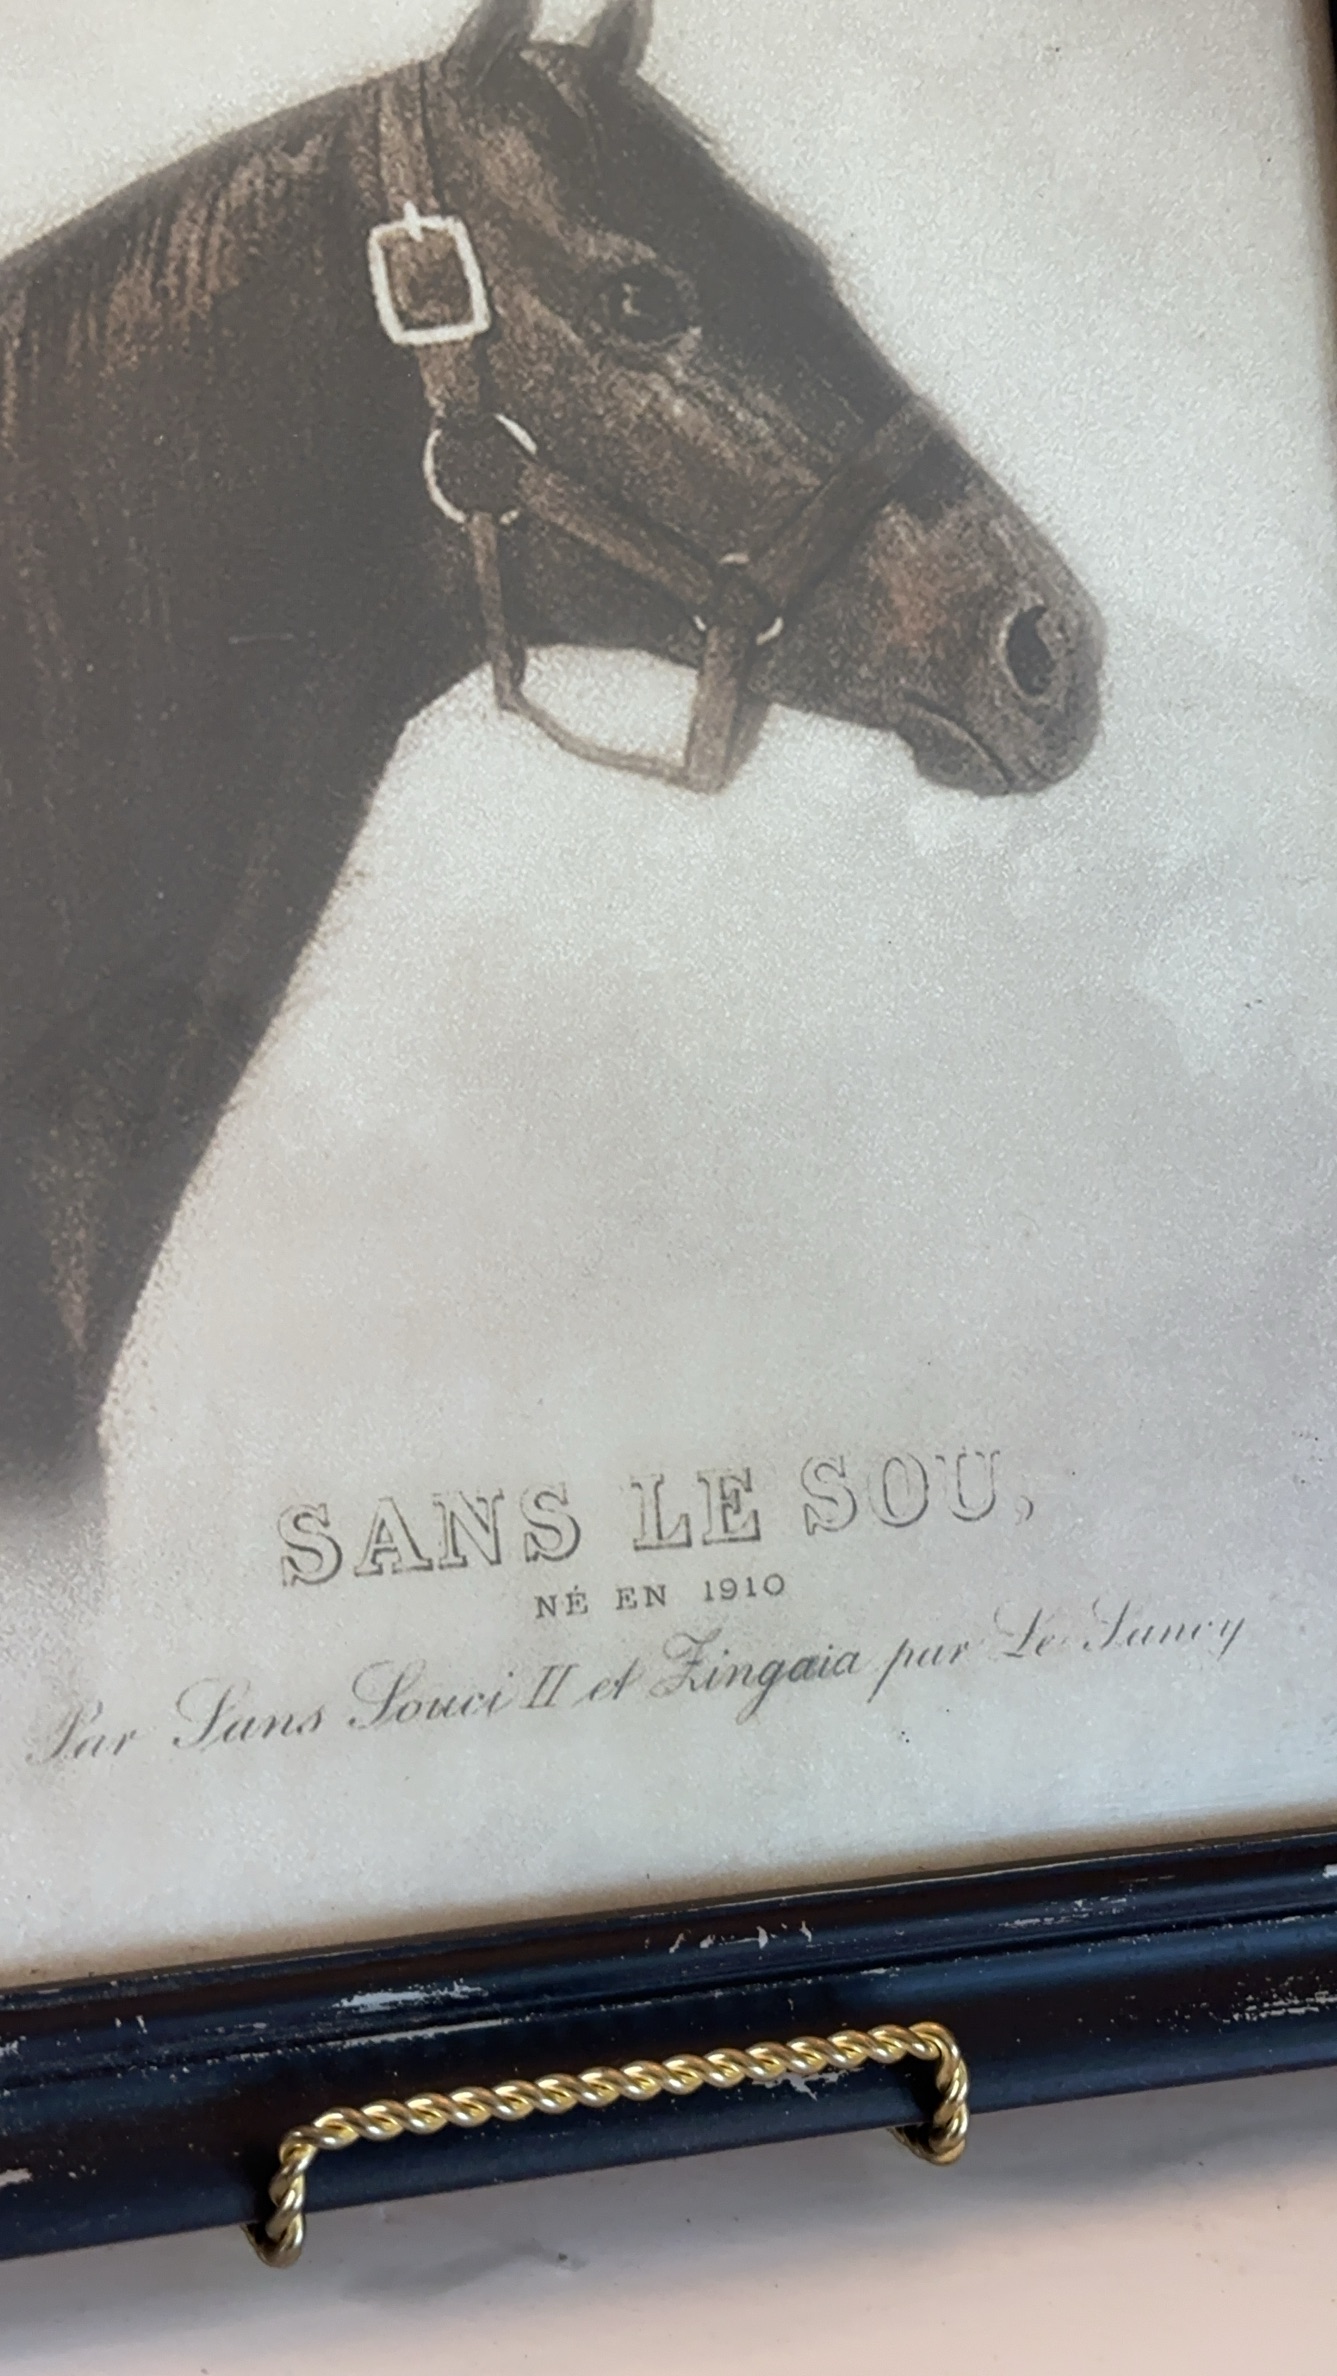 SANS LE SOU,
NÉ EN 1910
Par Sans Souci II et Zingaia par Le Sancy